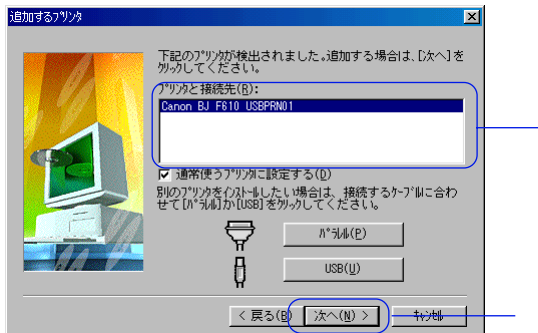 追加するﾌﾟﾘﾝﾀ
下記のﾌﾟﾘﾝﾀが検出されました。追加する場合は、[次へ]を
ｸﾘｯｸしてください。
ﾌﾟﾘﾝﾀと接続先(R):
Canon BJ F610 USBPRN01
通常使うﾌﾟﾘﾝﾀに設定する(D)
別のﾌﾟﾘﾝﾀをｲﾝｽﾄｰﾙしたい場合は、接続するｹｰﾌﾞﾙに合わ
せて[ﾊﾟﾗﾚﾙ]か[USB]をｸﾘｯｸしてください。
ﾊﾟﾗﾚﾙ(P)
USB(U)
< 戻る(B) 次へ(N) > ｷｬﾝｾﾙ